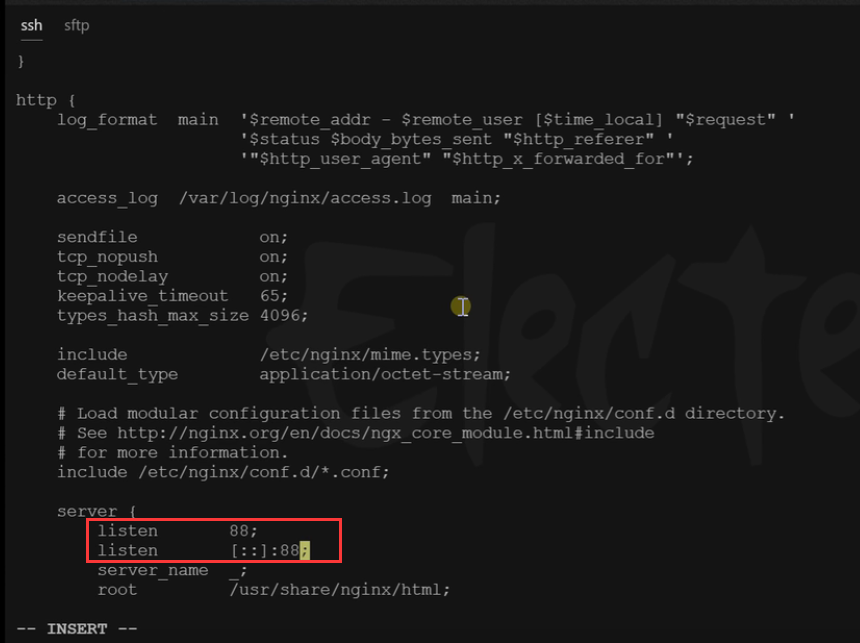 ssh sftp
}
http {
    log_format  main  '$remote_addr - $remote_user [$time_local] "$request" '
                      '$status $body_bytes_sent "$http_referer" '
                      '"$http_user_agent" "$http_x_forwarded_for"';
    access_log  /var/log/nginx/access.log  main;
    sendfile            on;
    tcp_nopush          on;
    tcp_nodelay         on;
    keepalive_timeout   65;
    types_hash_max_size 4096;
    include             /etc/nginx/mime.types;
    default_type        application/octet-stream;
    # Load modular configuration files from the /etc/nginx/conf.d directory.
    # See http://nginx.org/en/docs/ngx_core_module.html#include
    # for more information.
    include /etc/nginx/conf.d/*.conf;
    server {
        listen       88;
        listen       [::]:88;
        server_name  _;
        root         /usr/share/nginx/html;
-- INSERT --
Electe